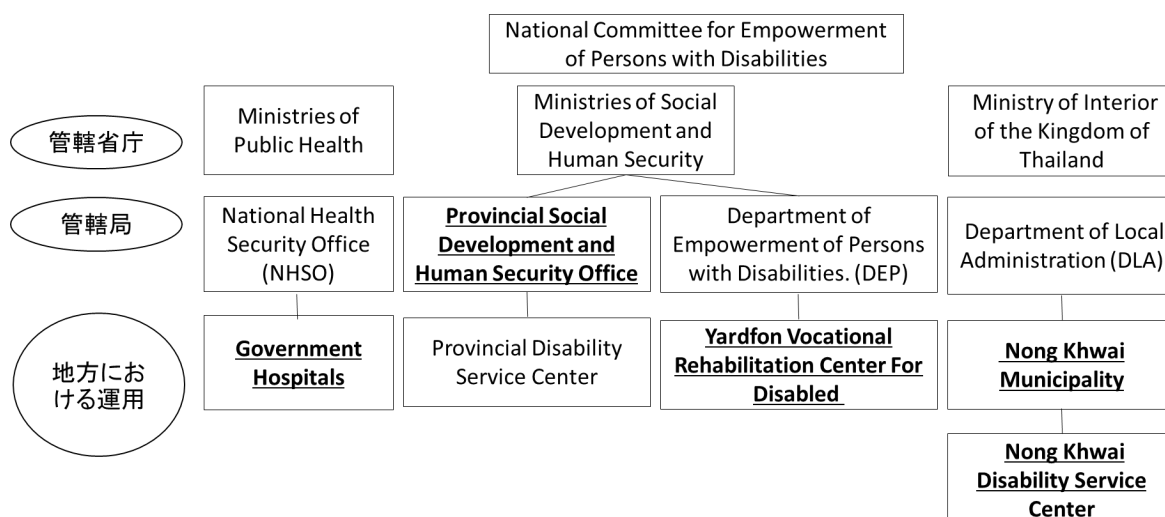 National Committee for Empowerment
of Persons with Disabilities
管轄省庁
Ministries of
Public Health
Ministries of Social
Development and
Human Security
Ministry of Interior
of the Kingdom of
Thailand
管轄局
National Health
Security Office
(NHSO)
Provincial Social
Development and
Human Security Office
Department of
Empowerment of Persons
with Disabilities. (DEP)
Department of Local
Administration (DLA)
地方にお
ける運用
Government
Hospitals
Provincial Disability
Service Center
Yardfon Vocational
Rehabilitation Center For
Disabled
Nong Khwai
Municipality
Nong Khwai
Disability Service
Center